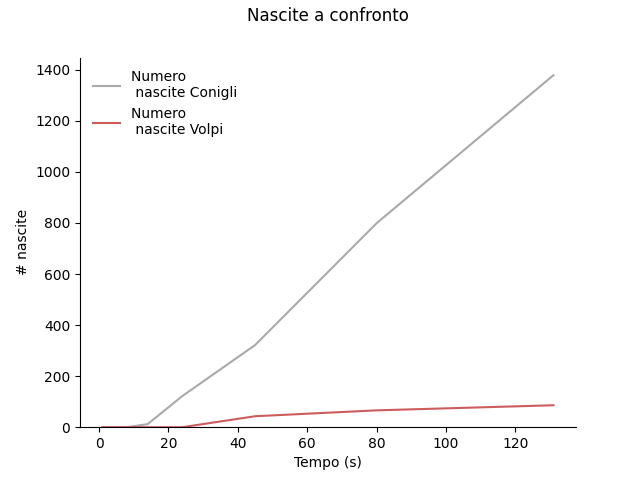 Nascite a confronto
Numero
nascite Conigli
Numero
nascite Volpi
1400
1200
1000
800
600
400
200
0
# nascite
0 20 40 60 80 100 120
Tempo (s)